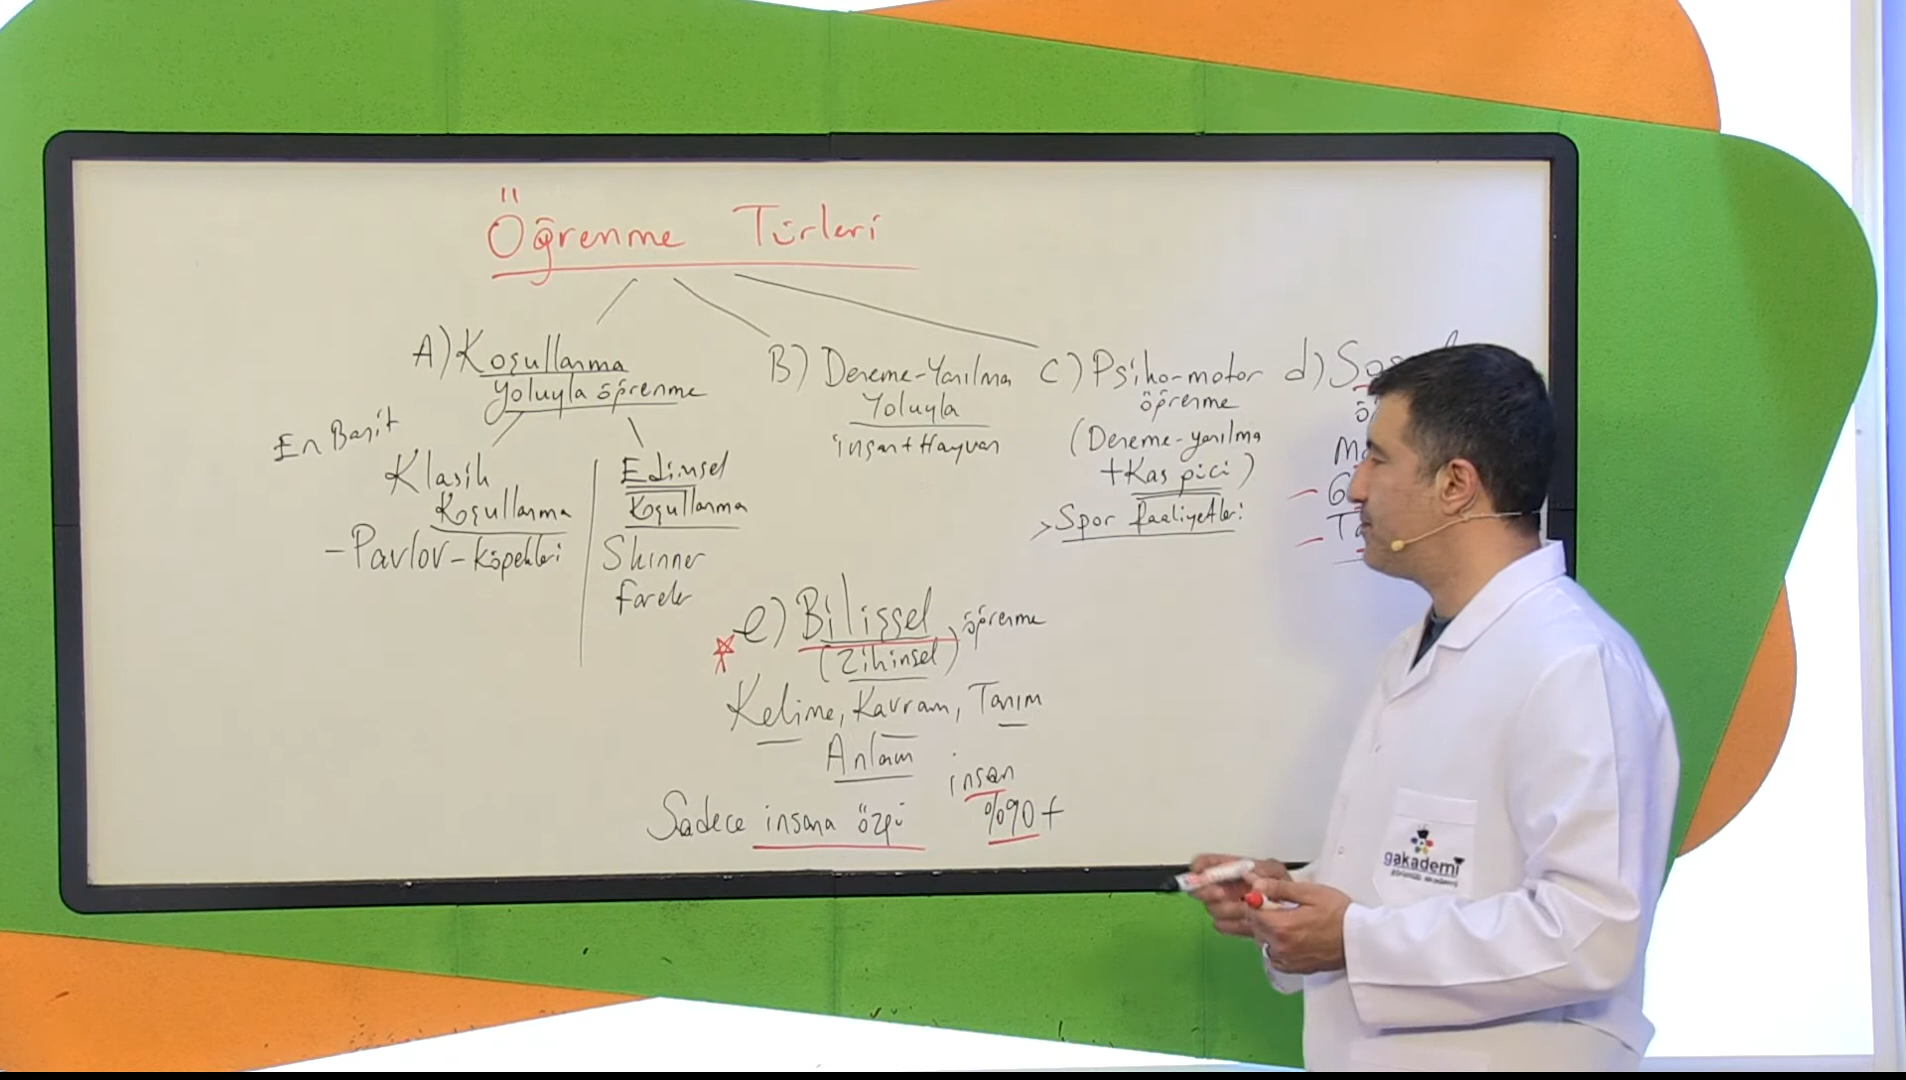 Öğrenme Türleri
A) Koşullanma
yoluyla öğrenme
En Basit
Klasik
Koşullanma
- Pavlov - köpekleri
Edimsel
Koşullanma
Skinner
fareler
B) Deneme-Yanılma
Yoluyla
insan + Hayvan
C) Psiko-motor
öğrenme
(Deneme-yanılma
+ Kas gücü)
> Spor faaliyetleri
d)
e) Bilişsel öğrenme
(Zihinsel)
Kelime, Kavram, Tanım
Anlam
Sadece insana özgü
insan
%90 +
gakademi